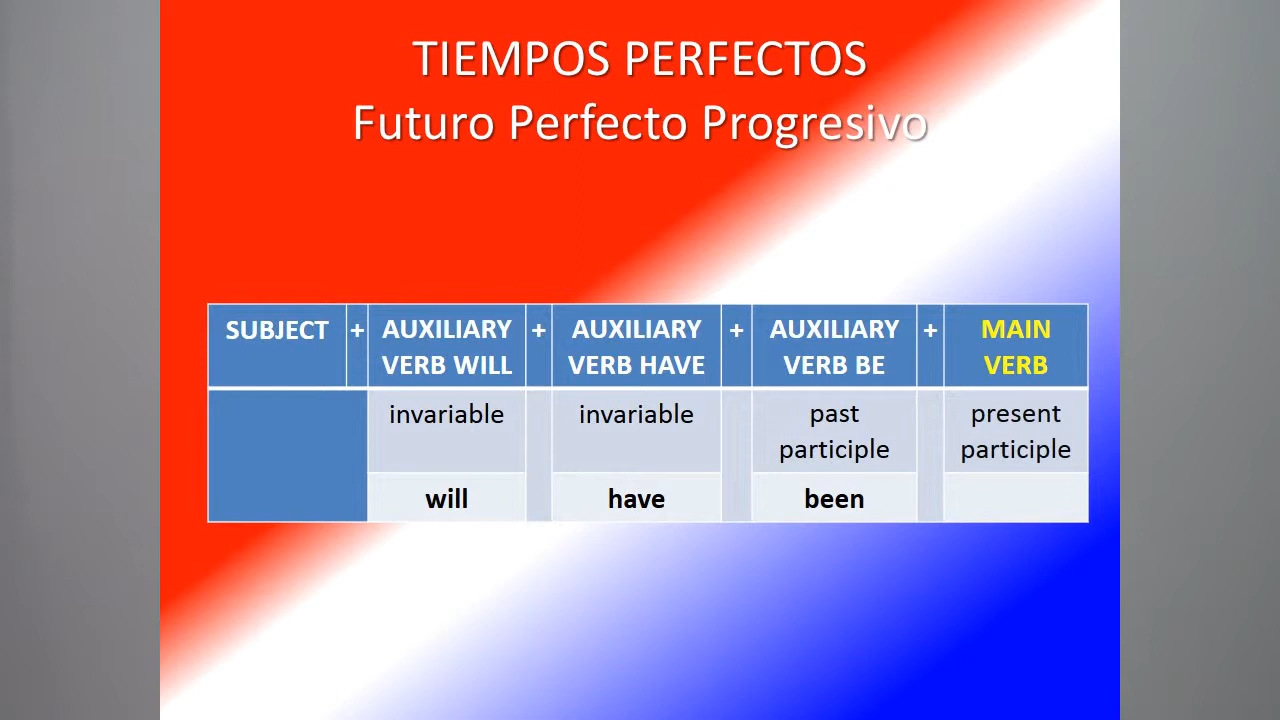 TIEMPOS PERFECTOS
Futuro Perfecto Progresivo
SUBJECT + AUXILIARY VERB WILL + AUXILIARY VERB HAVE + AUXILIARY VERB BE + MAIN VERB
invariable invariable past participle present participle
will have been